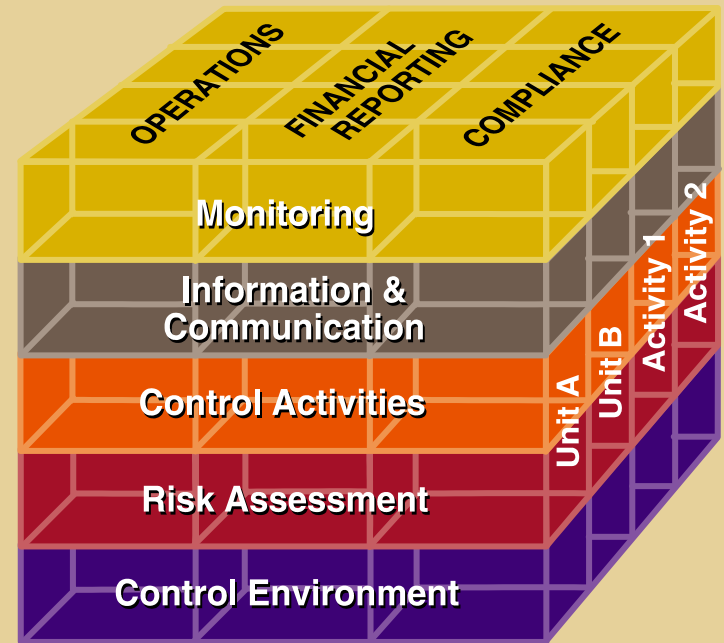 OPERATIONS
FINANCIAL
REPORTING
COMPLIANCE
Monitoring
Information &
Communication
Control Activities
Risk Assessment
Control Environment
Unit A
Unit B
Activity 1
Activity 2